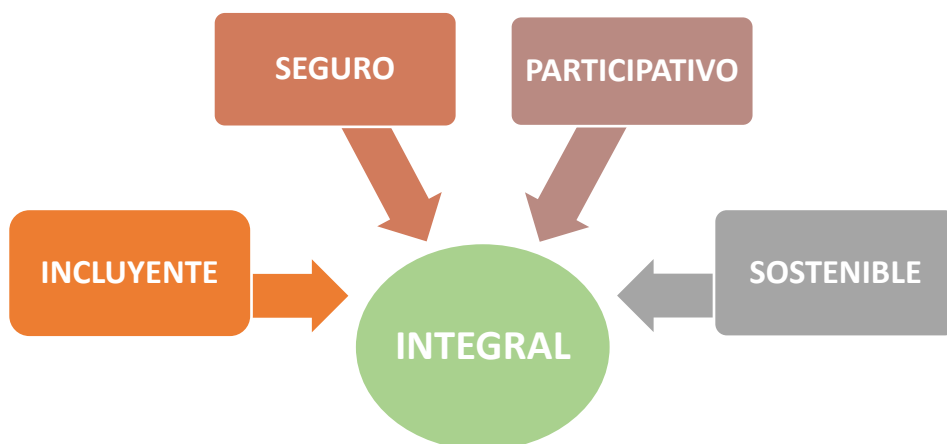 SEGURO
PARTICIPATIVO
INCLUYENTE
SOSTENIBLE
INTEGRAL